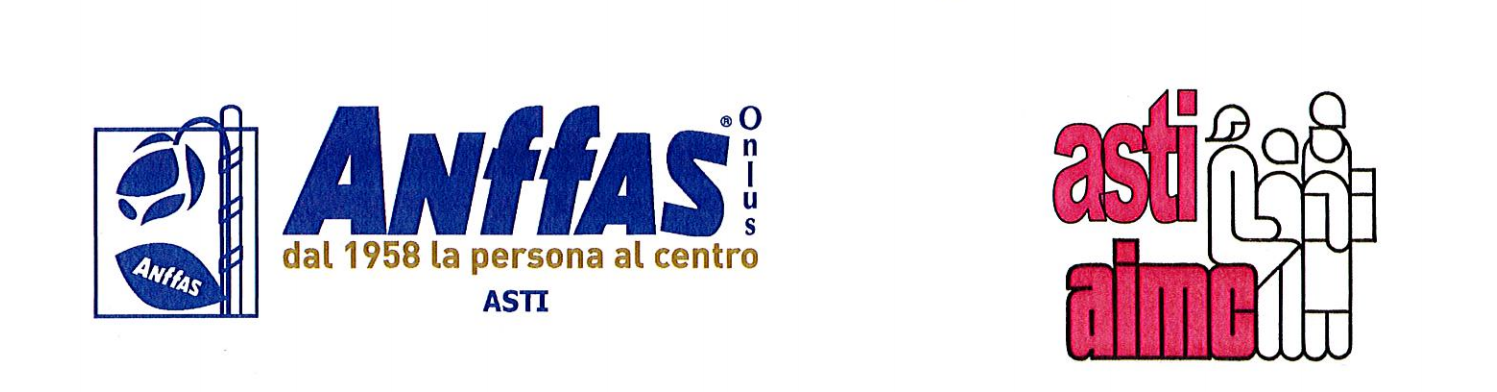 Anffas
ANffAS®
Onlus
dal 1958 la persona al centro
ASTI
asti
aimc